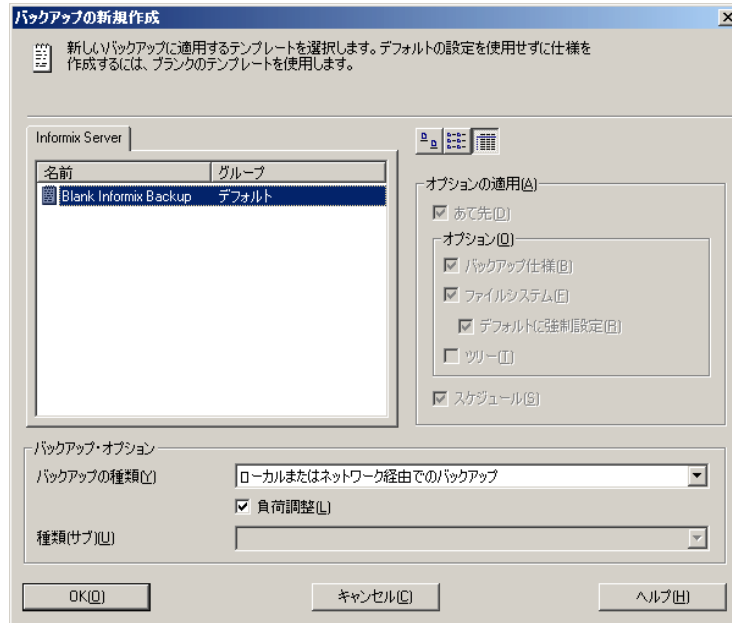 バックアップの新規作成
新しいバックアップに適用するテンプレートを選択します。デフォルトの設定を使用せずに仕様を
作成するには、ブランクのテンプレートを使用します。
Informix Server
名前 グループ
Blank Informix Backup デフォルト
オプションの適用(A)
あて先(D)
オプション(O)
バックアップ仕様(B)
ファイルシステム(F)
デフォルトに強制設定(R)
ツリー(T)
スケジュール(S)
バックアップ・オプション
バックアップの種類(Y) ローカルまたはネットワーク経由でのバックアップ
負荷調整(L)
種類(サブ)(U)
OK(O) キャンセル(C) ヘルプ(H)